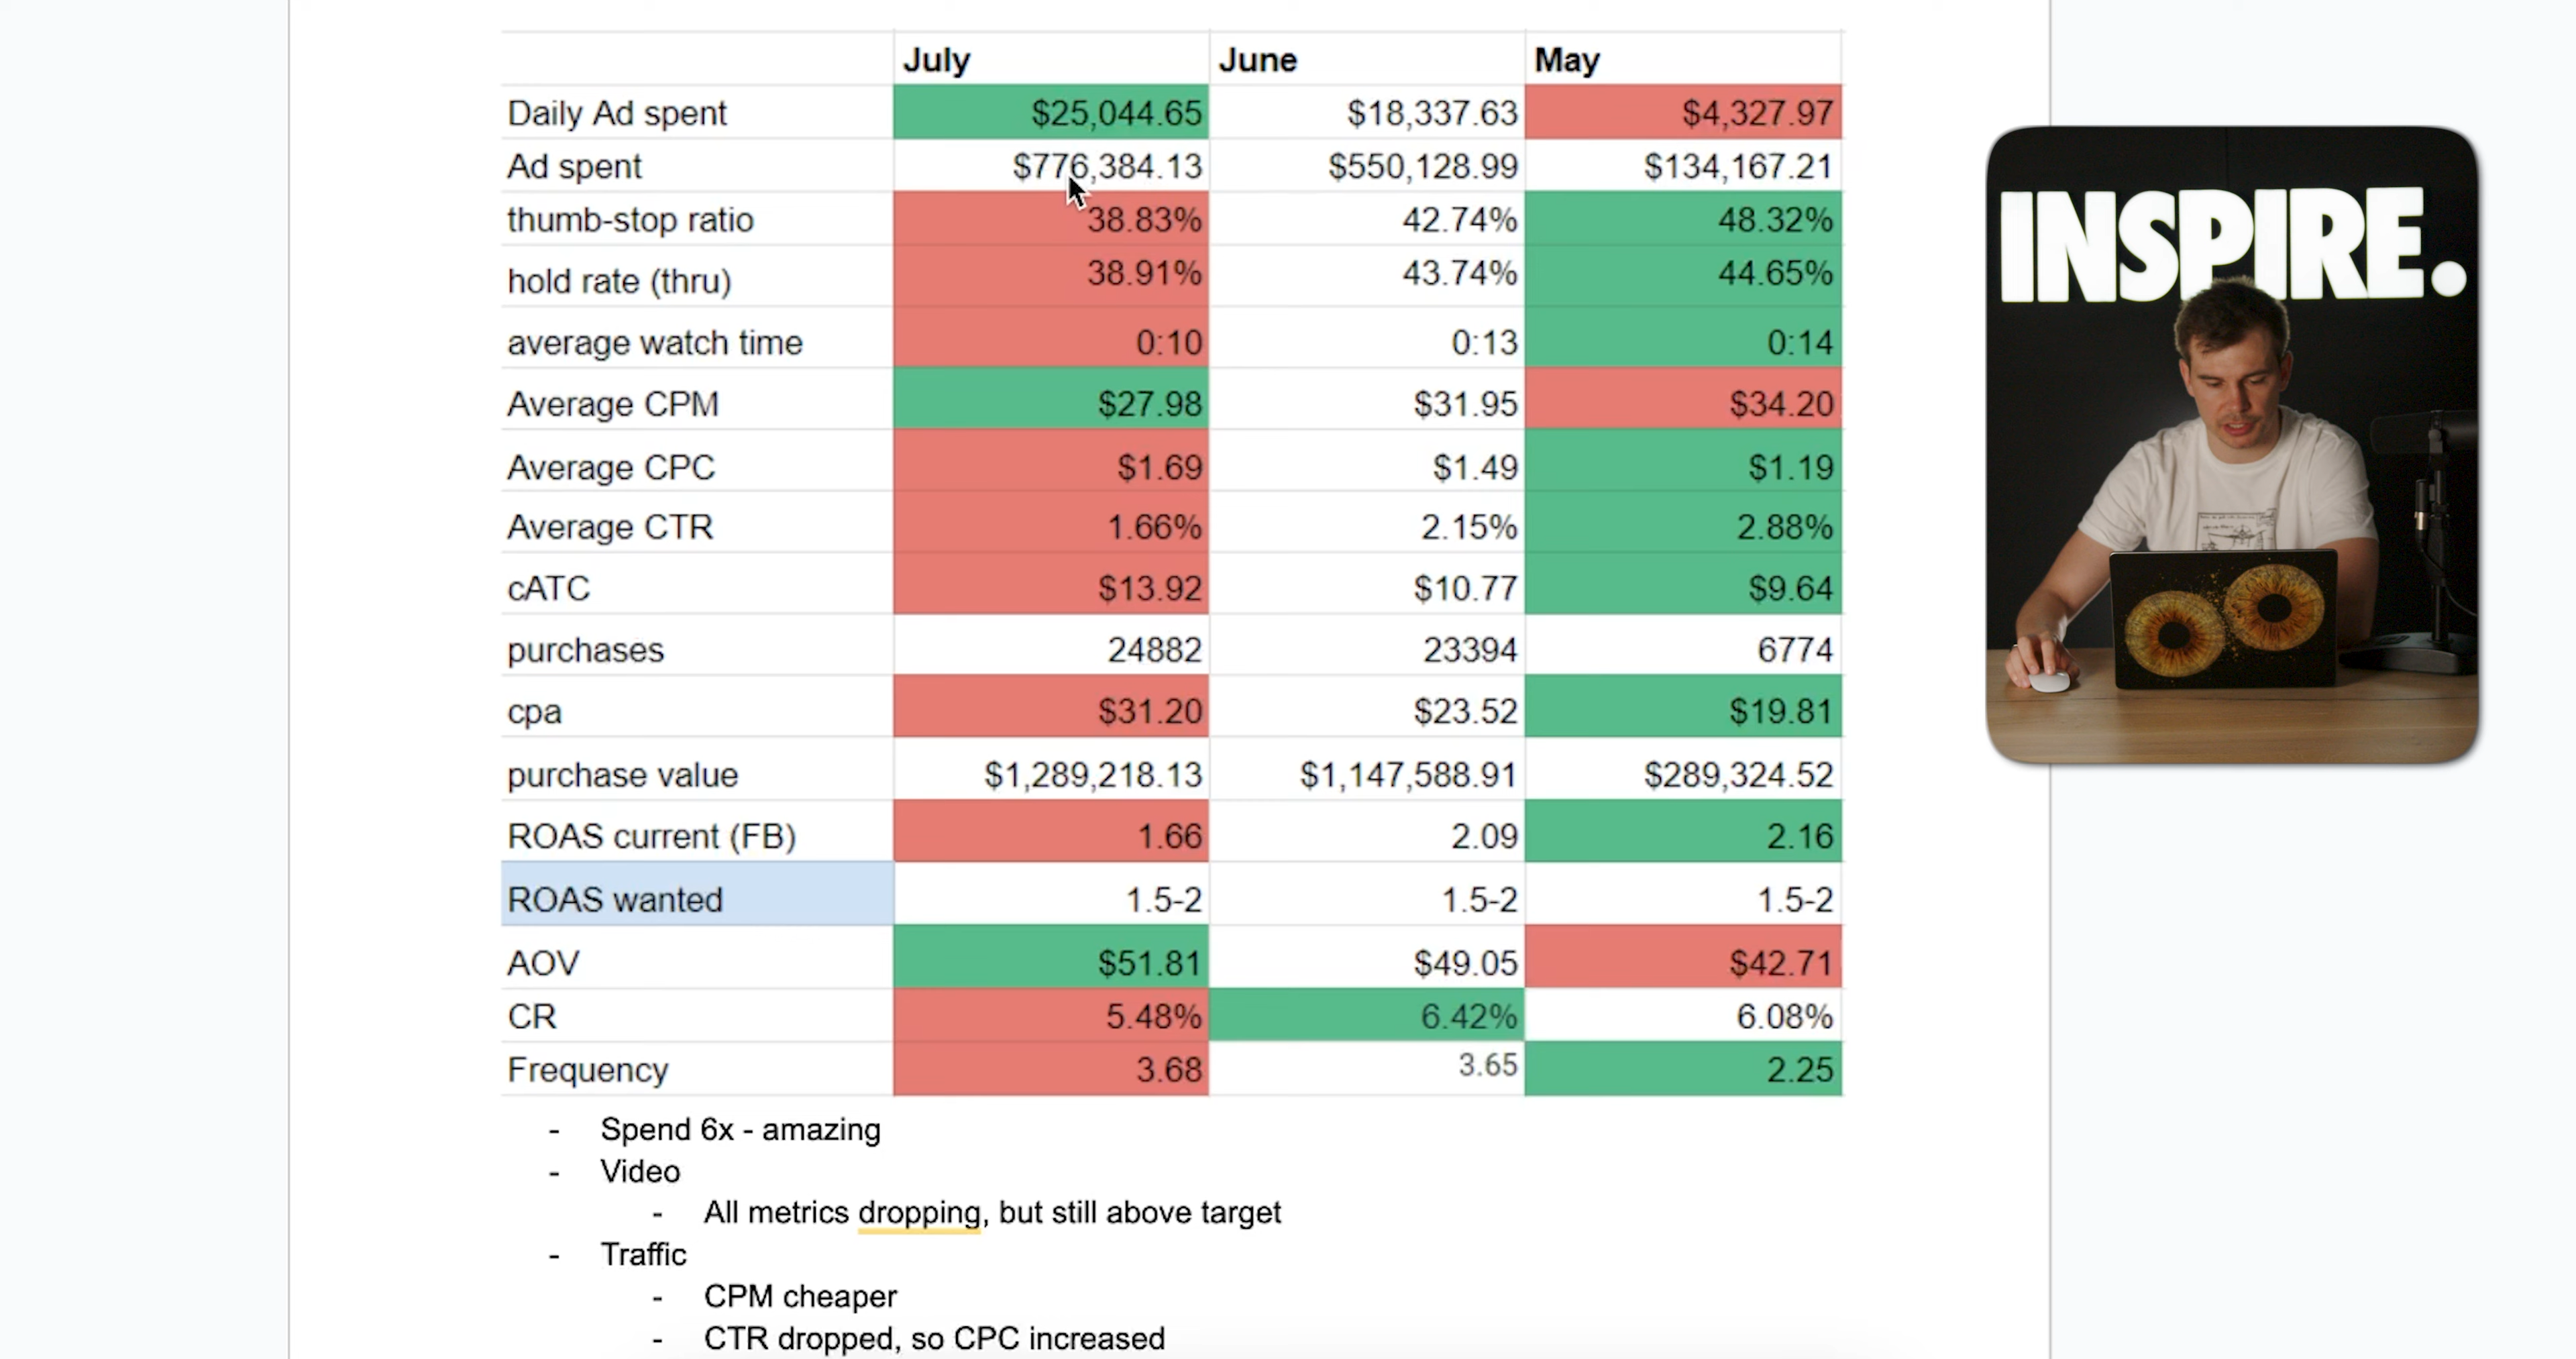 July June May
Daily Ad spent $25,044.65 $18,337.63 $4,327.97
Ad spent $776,384.13 $550,128.99 $134,167.21
thumb-stop ratio 38.83% 42.74% 48.32%
hold rate (thru) 38.91% 43.74% 44.65%
average watch time 0:10 0:13 0:14
Average CPM $27.98 $31.95 $34.20
Average CPC $1.69 $1.49 $1.19
Average CTR 1.66% 2.15% 2.88%
cATC $13.92 $10.77 $9.64
purchases 24882 23394 6774
cpa $31.20 $23.52 $19.81
purchase value $1,289,218.13 $1,147,588.91 $289,324.52
ROAS current (FB) 1.66 2.09 2.16
ROAS wanted 1.5-2 1.5-2 1.5-2
AOV $51.81 $49.05 $42.71
CR 5.48% 6.42% 6.08%
Frequency 3.68 3.65 2.25
- Spend 6x - amazing
- Video
- All metrics dropping, but still above target
- Traffic
- CPM cheaper
- CTR dropped, so CPC increased
INSPIRE.